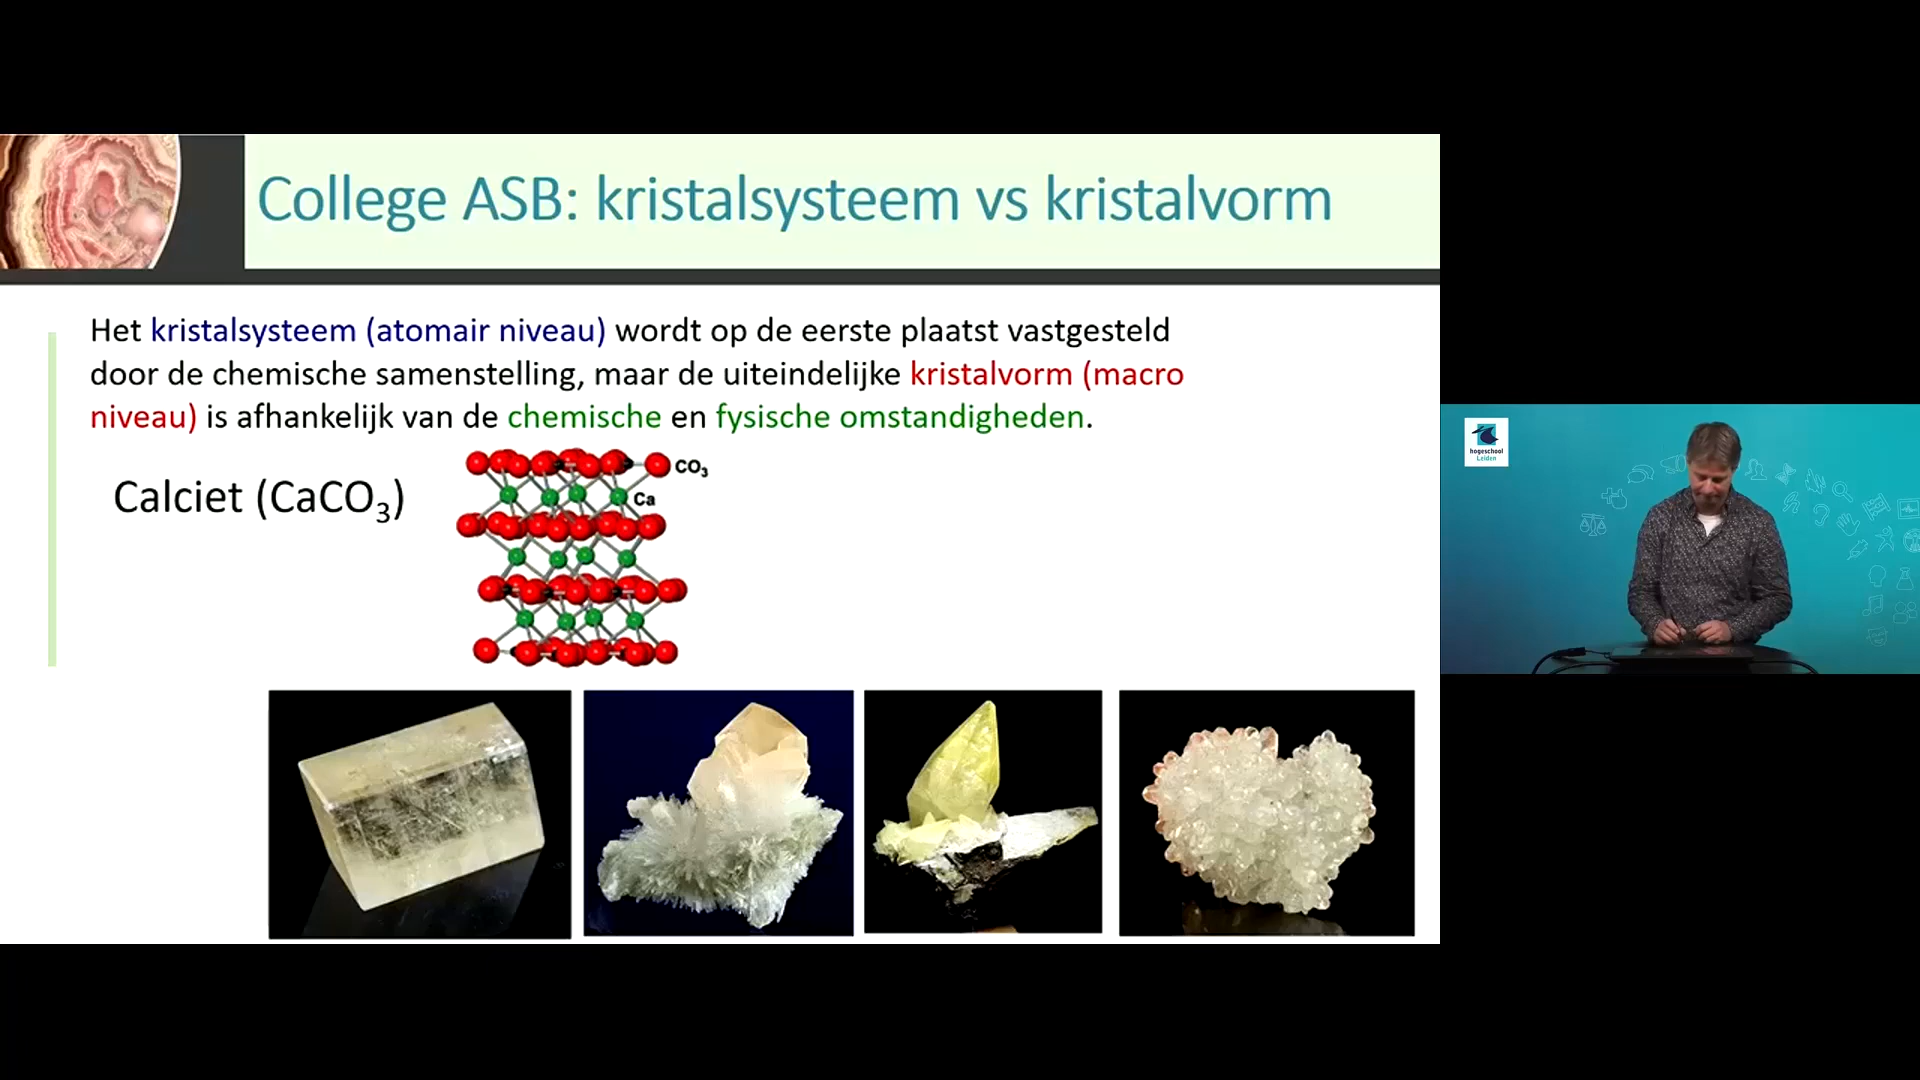 College ASB: kristalsysteem vs kristalvorm
Het kristalsysteem (atomair niveau) wordt op de eerste plaatst vastgesteld
door de chemische samenstelling, maar de uiteindelijke kristalvorm (macro
niveau) is afhankelijk van de chemische en fysische omstandigheden.
Calciet (CaCO₃)
CO₃
Ca
hogeschool
Leiden